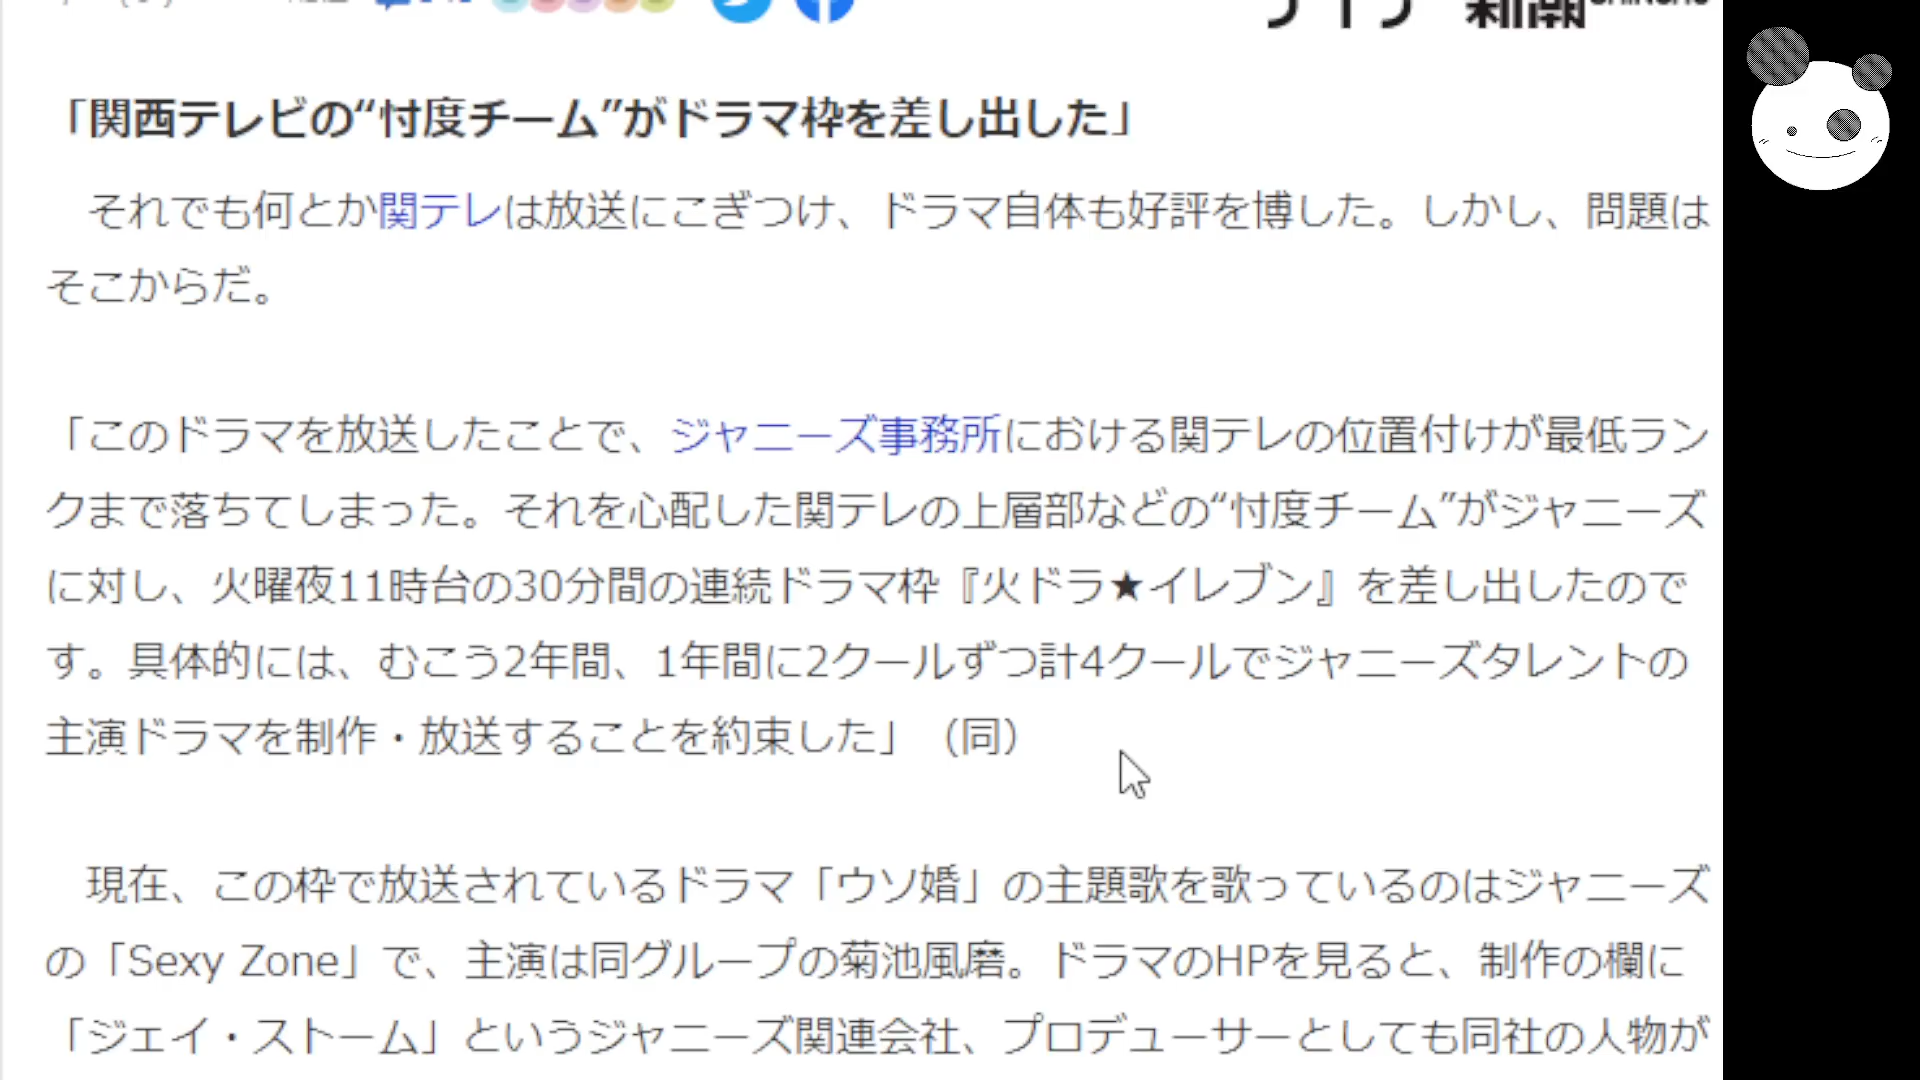 新潮
「関西テレビの“忖度チーム”がドラマ枠を差し出した」
それでも何とか関テレは放送にこぎつけ、ドラマ自体も好評を博した。しかし、問題は
そこからだ。
「このドラマを放送したことで、ジャニーズ事務所における関テレの位置付けが最低ラン
クまで落ちてしまった。それを心配した関テレの上層部などの“忖度チーム”がジャニーズ
に対し、火曜夜11時台の30分間の連続ドラマ枠『火ドラ★イレブン』を差し出したので
す。具体的には、むこう2年間、1年間に2クールずつ計4クールでジャニーズタレントの
主演ドラマを制作・放送することを約束した」（同）
現在、この枠で放送されているドラマ「ウソ婚」の主題歌を歌っているのはジャニーズ
の「Sexy Zone」で、主演は同グループの菊池風磨。ドラマのHPを見ると、制作の欄に
「ジェイ・ストーム」というジャニーズ関連会社、プロデューサーとしても同社の人物が